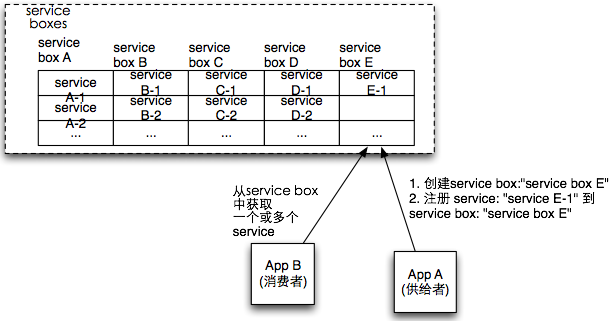 service
boxes
service
box A
service
box B
service
box C
service
box D
service
box E
service
A-1
service
B-1
service
C-1
service
D-1
service
E-1
service
A-2
service
B-2
service
C-2
service
D-2
...
...
...
...
...
从service box
中获取
一个或多个
service
1. 创建service box:"service box E"
2. 注册 service: "service E-1" 到
service box: "service box E"
App B
(消费者)
App A
(供给者)